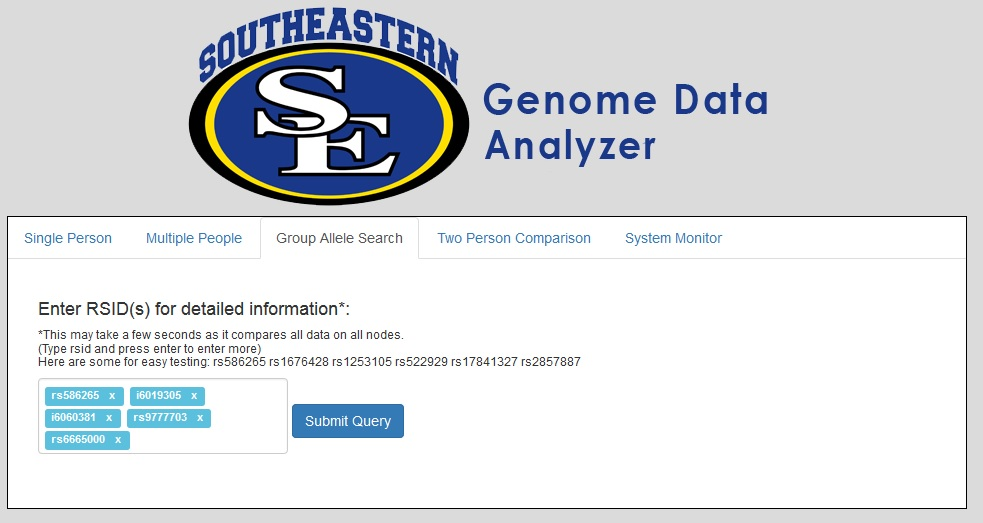 SOUTHEASTERN
SE
Genome Data
Analyzer
Single Person Multiple People Group Allele Search Two Person Comparison System Monitor
Enter RSID(s) for detailed information*:
*This may take a few seconds as it compares all data on all nodes.
(Type rsid and press enter to enter more)
Here are some for easy testing: rs586265 rs1676428 rs1253105 rs522929 rs17841327 rs2857887
rs586265 x i6019305 x
i6060381 x rs9777703 x
rs6665000 x
Submit Query